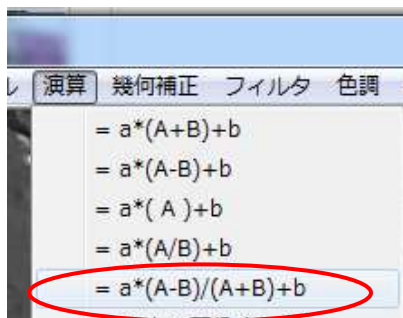 ル 演算 幾何補正 フィルタ 色調
= a*(A+B)+b
= a*(A-B)+b
= a*( A )+b
= a*(A/B)+b
= a*(A-B)/(A+B)+b